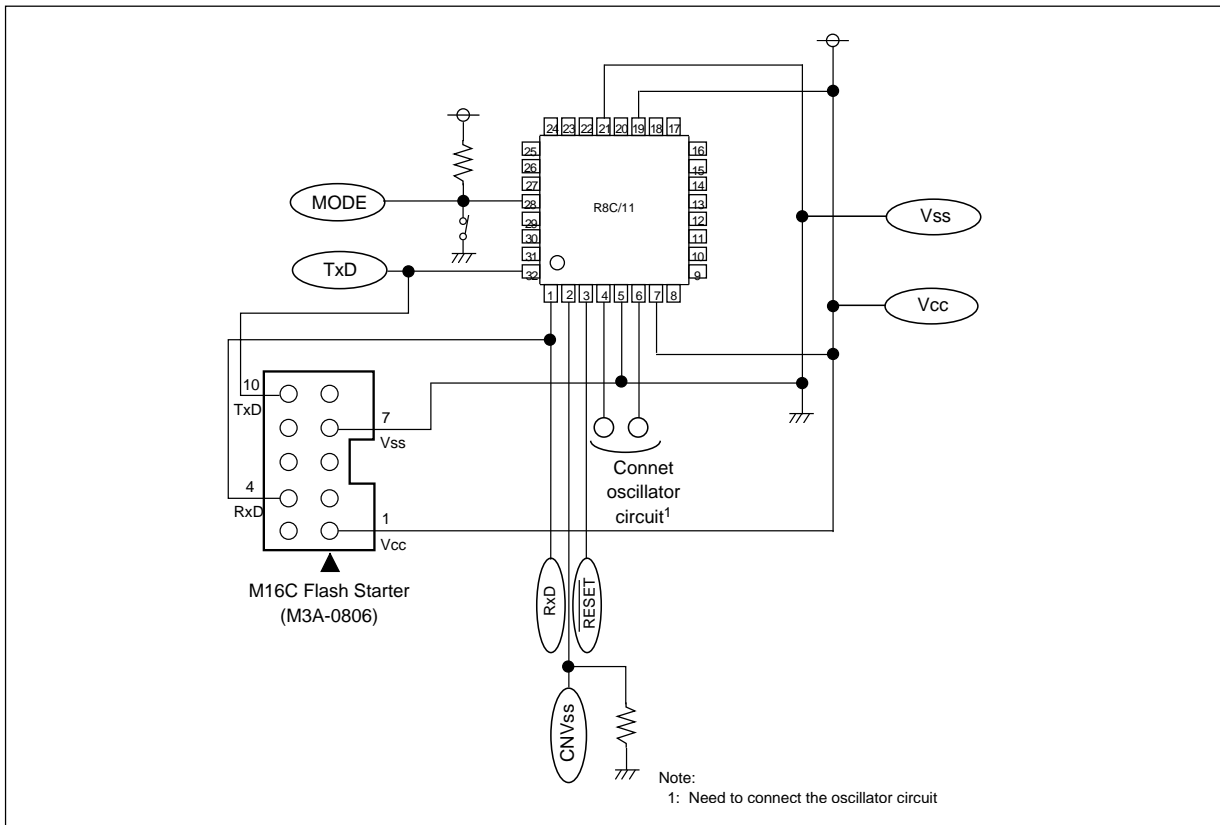 24 23 22 21 20 19 18 17
25
26
27
28
29
30
31
32
16
15
14
13
12
11
10
9
R8C/11
1 2 3 4 5 6 7 8
MODE
TxD
Vss
Vcc
10
TxD
7
Vss
4
RxD
1
Vcc
M16C Flash Starter
(M3A-0806)
Connet
oscillator
circuit1
RxD
RESET
CNVss
Note:
1: Need to connect the oscillator circuit